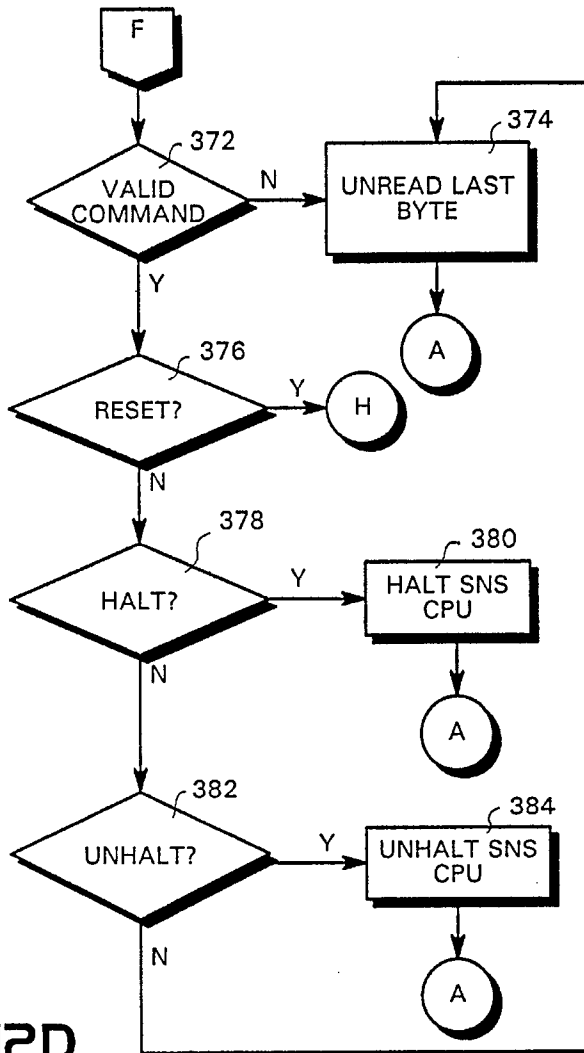 F
372
VALID
COMMAND
N
374
UNREAD LAST
BYTE
Y
A
376
RESET?
Y
H
N
378
HALT?
Y
380
HALT SNS
CPU
N
A
382
UNHALT?
Y
384
UNHALT SNS
CPU
N
A